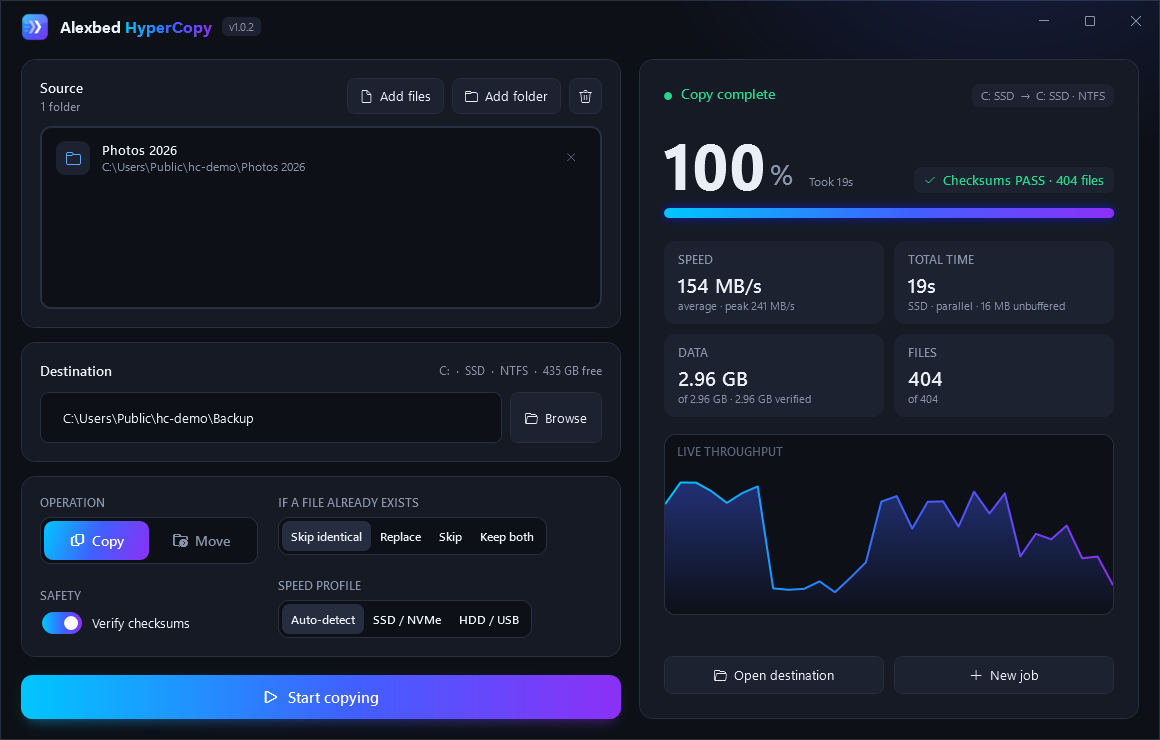 Alexbed HyperCopy v1.0.2
Source
1 folder
Add files
Add folder
Photos 2026
C:\Users\Public\hc-demo\Photos 2026
Destination
C: · SSD · NTFS · 435 GB free
C:\Users\Public\hc-demo\Backup
Browse
OPERATION
Copy
Move
IF A FILE ALREADY EXISTS
Skip identical
Replace
Skip
Keep both
SAFETY
Verify checksums
SPEED PROFILE
Auto-detect
SSD / NVMe
HDD / USB
Start copying
Copy complete
C: SSD → C: SSD · NTFS
100 %
Took 19s
Checksums PASS · 404 files
SPEED
154 MB/s
average · peak 241 MB/s
TOTAL TIME
19s
SSD · parallel · 16 MB unbuffered
DATA
2.96 GB
of 2.96 GB · 2.96 GB verified
FILES
404
of 404
LIVE THROUGHPUT
Open destination
New job